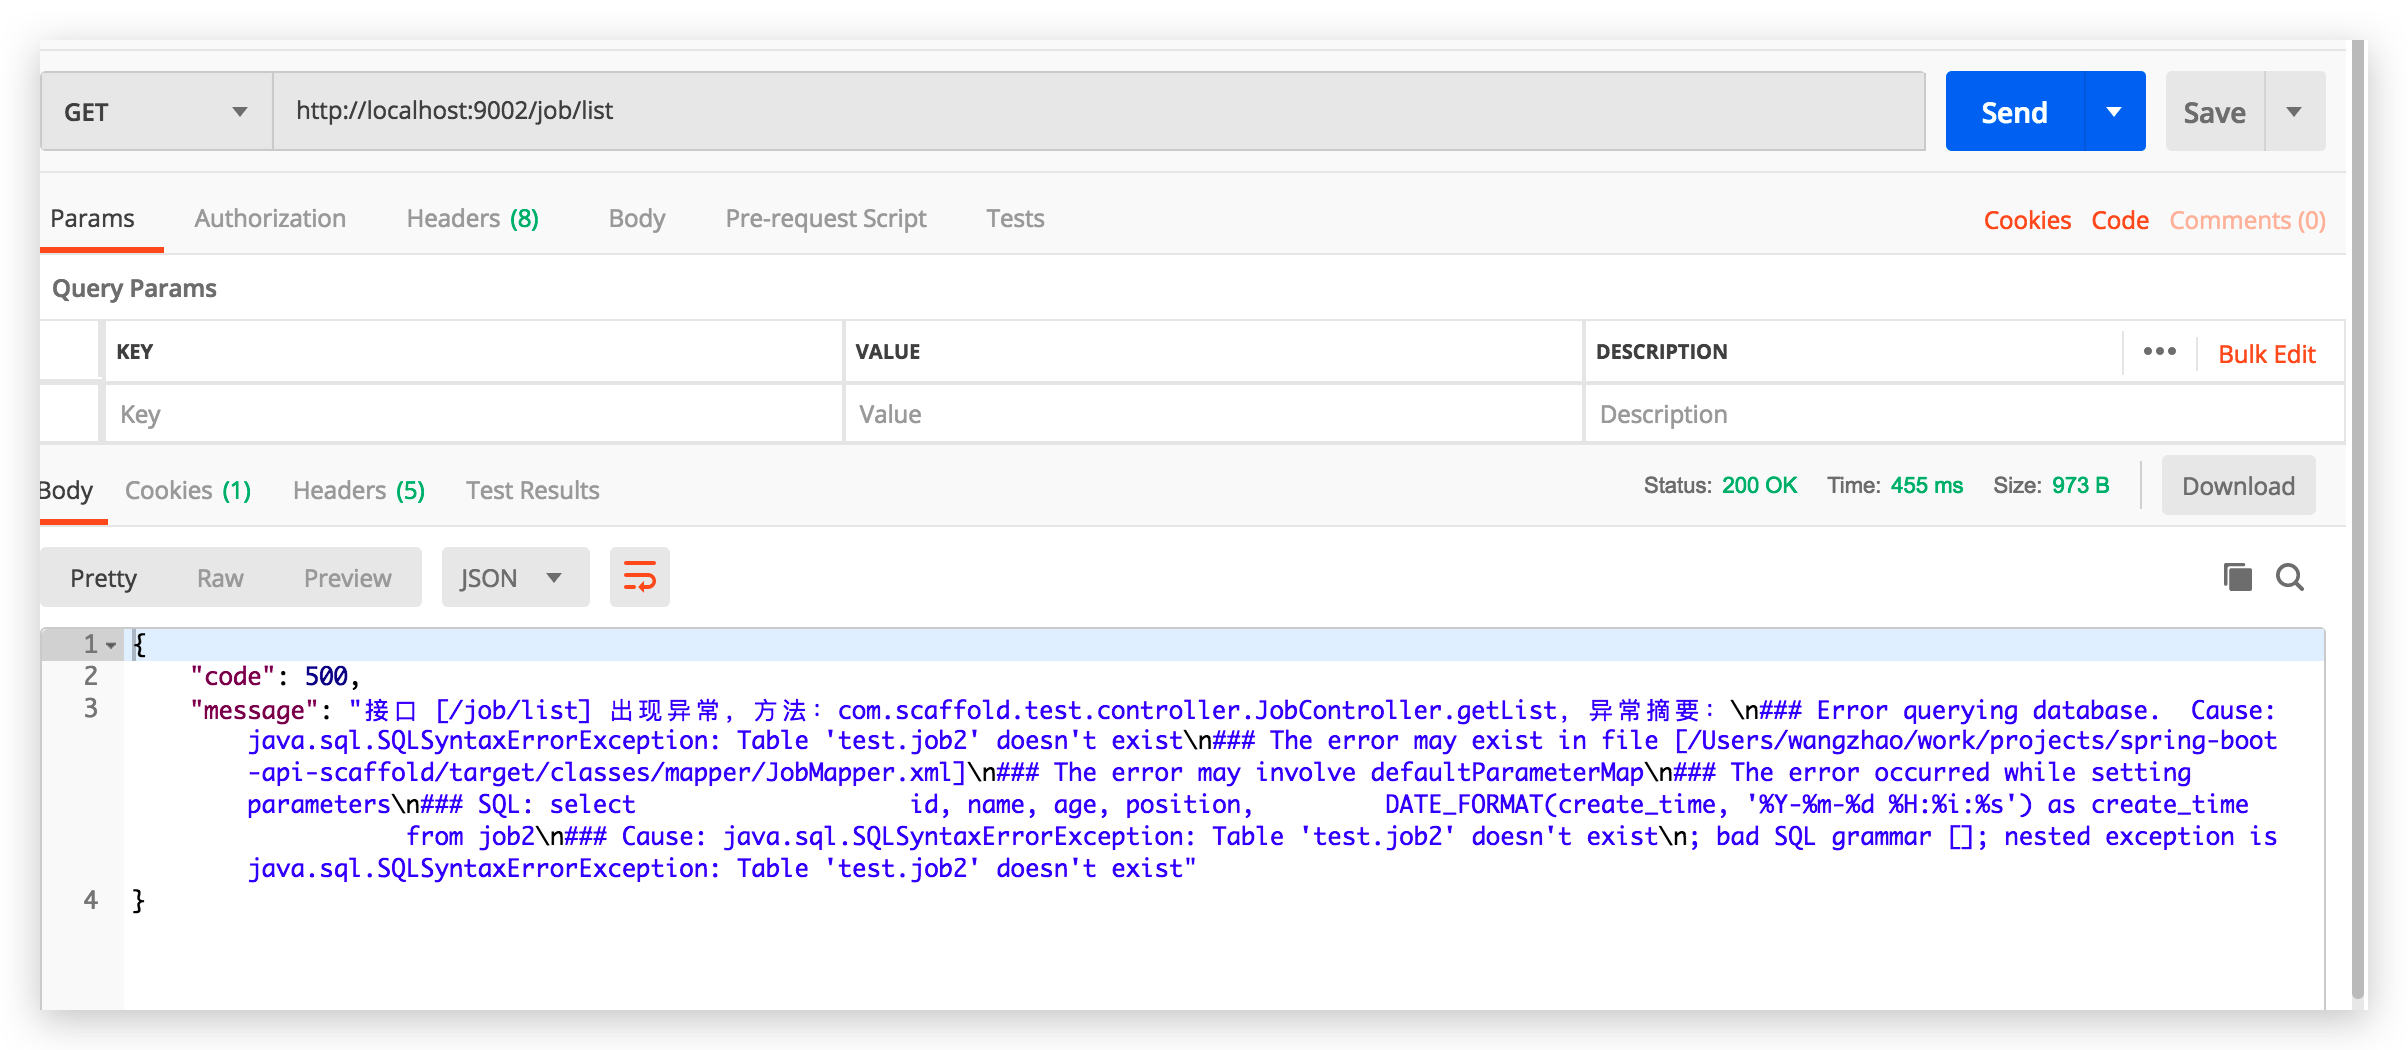 GET http://localhost:9002/job/list Send Save
Params Authorization Headers (8) Body Pre-request Script Tests Cookies Code Comments (0)
Query Params
KEY VALUE DESCRIPTION ••• Bulk Edit
Key Value Description
Body Cookies (1) Headers (5) Test Results Status: 200 OK Time: 455 ms Size: 973 B Download
Pretty Raw Preview JSON
1 {
2 "code": 500,
3 "message": "接口 [/job/list] 出现异常，方法：com.scaffold.test.controller.JobController.getList，异常摘要：\n### Error querying database.  Cause:
java.sql.SQLSyntaxErrorException: Table 'test.job2' doesn't exist\n### The error may exist in file [/Users/wangzhao/work/projects/spring-boot
-api-scaffold/target/classes/mapper/JobMapper.xml]\n### The error may involve defaultParameterMap\n### The error occurred while setting
parameters\n### SQL: select                   id, name, age, position,         DATE_FORMAT(create_time, '%Y-%m-%d %H:%i:%s') as create_time
from job2\n### Cause: java.sql.SQLSyntaxErrorException: Table 'test.job2' doesn't exist\n; bad SQL grammar []; nested exception is
java.sql.SQLSyntaxErrorException: Table 'test.job2' doesn't exist"
4 }